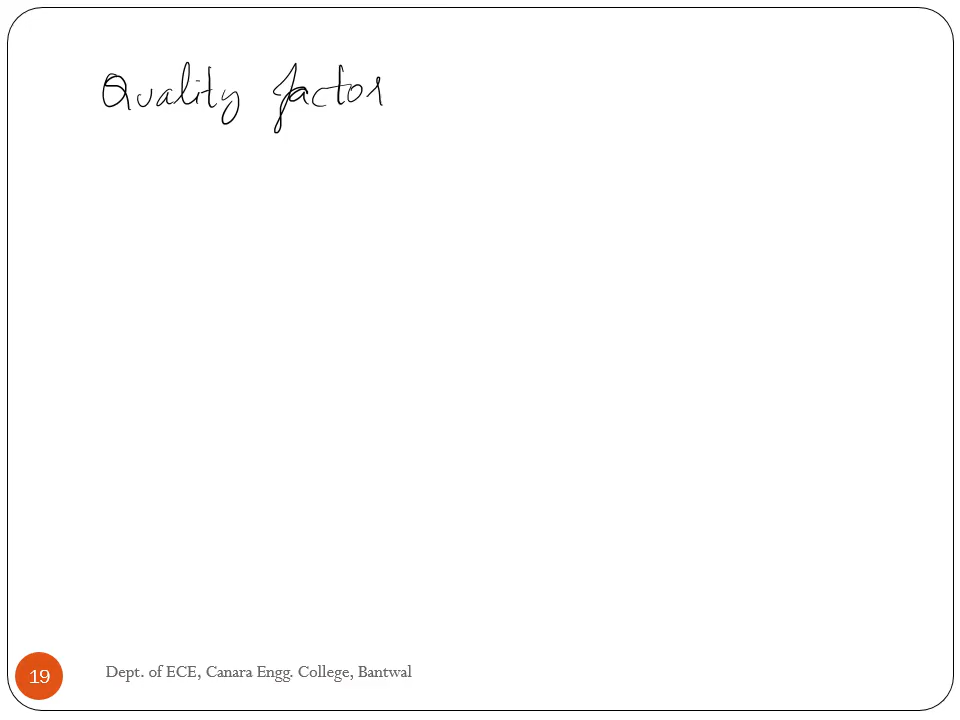 Quality factor
19
Dept. of ECE, Canara Engg. College, Bantwal